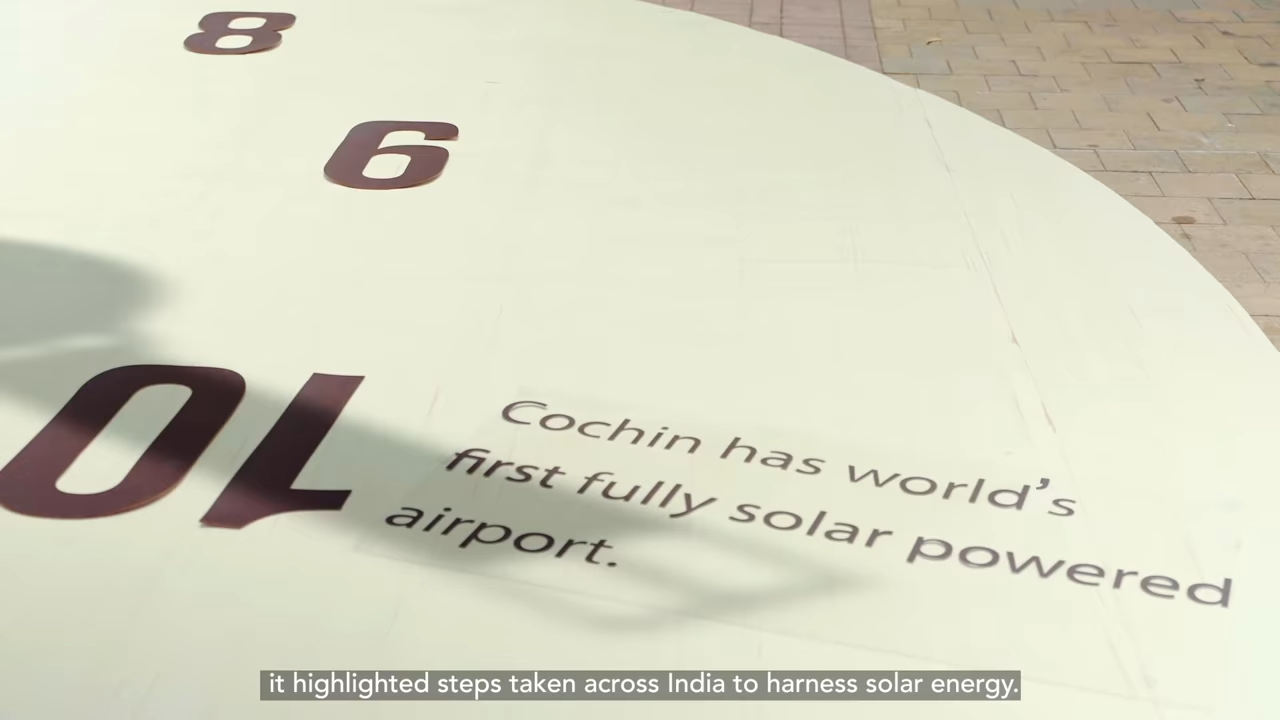 8
9
10
Cochin has world's
first fully solar powered
airport.
it highlighted steps taken across India to harness solar energy.